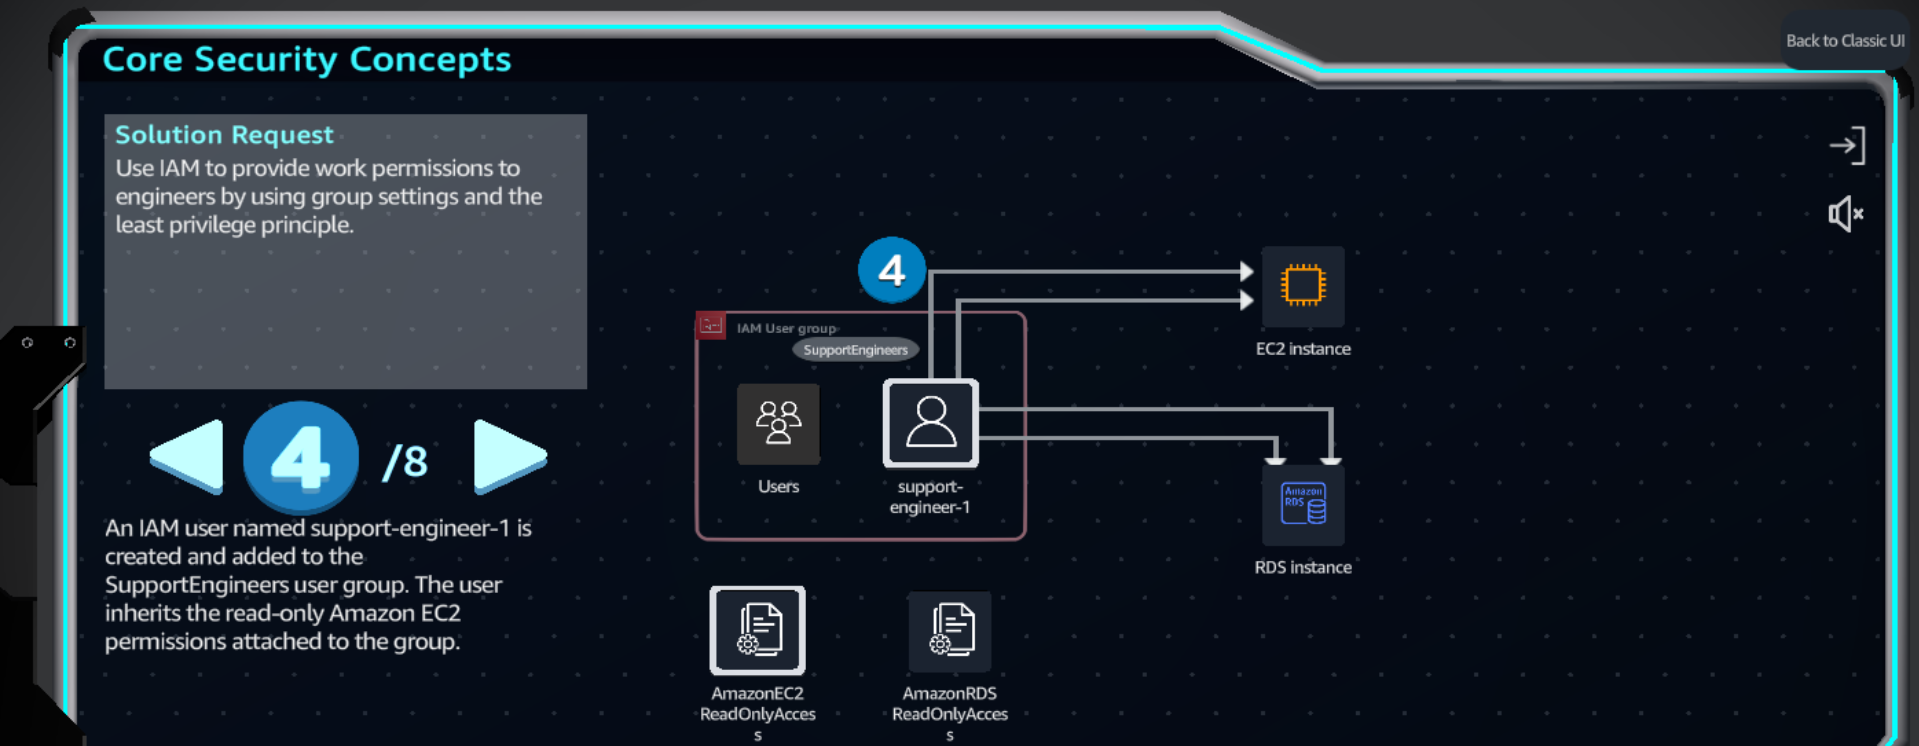 Core Security Concepts
Back to Classic UI
Solution Request
Use IAM to provide work permissions to
engineers by using group settings and the
least privilege principle.
4
/8
An IAM user named support-engineer-1 is
created and added to the
SupportEngineers user group. The user
inherits the read-only Amazon EC2
permissions attached to the group.
4
IAM User group
SupportEngineers
Users
support-
engineer-1
EC2 instance
Amazon
RDS
RDS instance
AmazonEC2
ReadOnlyAcces
s
AmazonRDS
ReadOnlyAcces
s